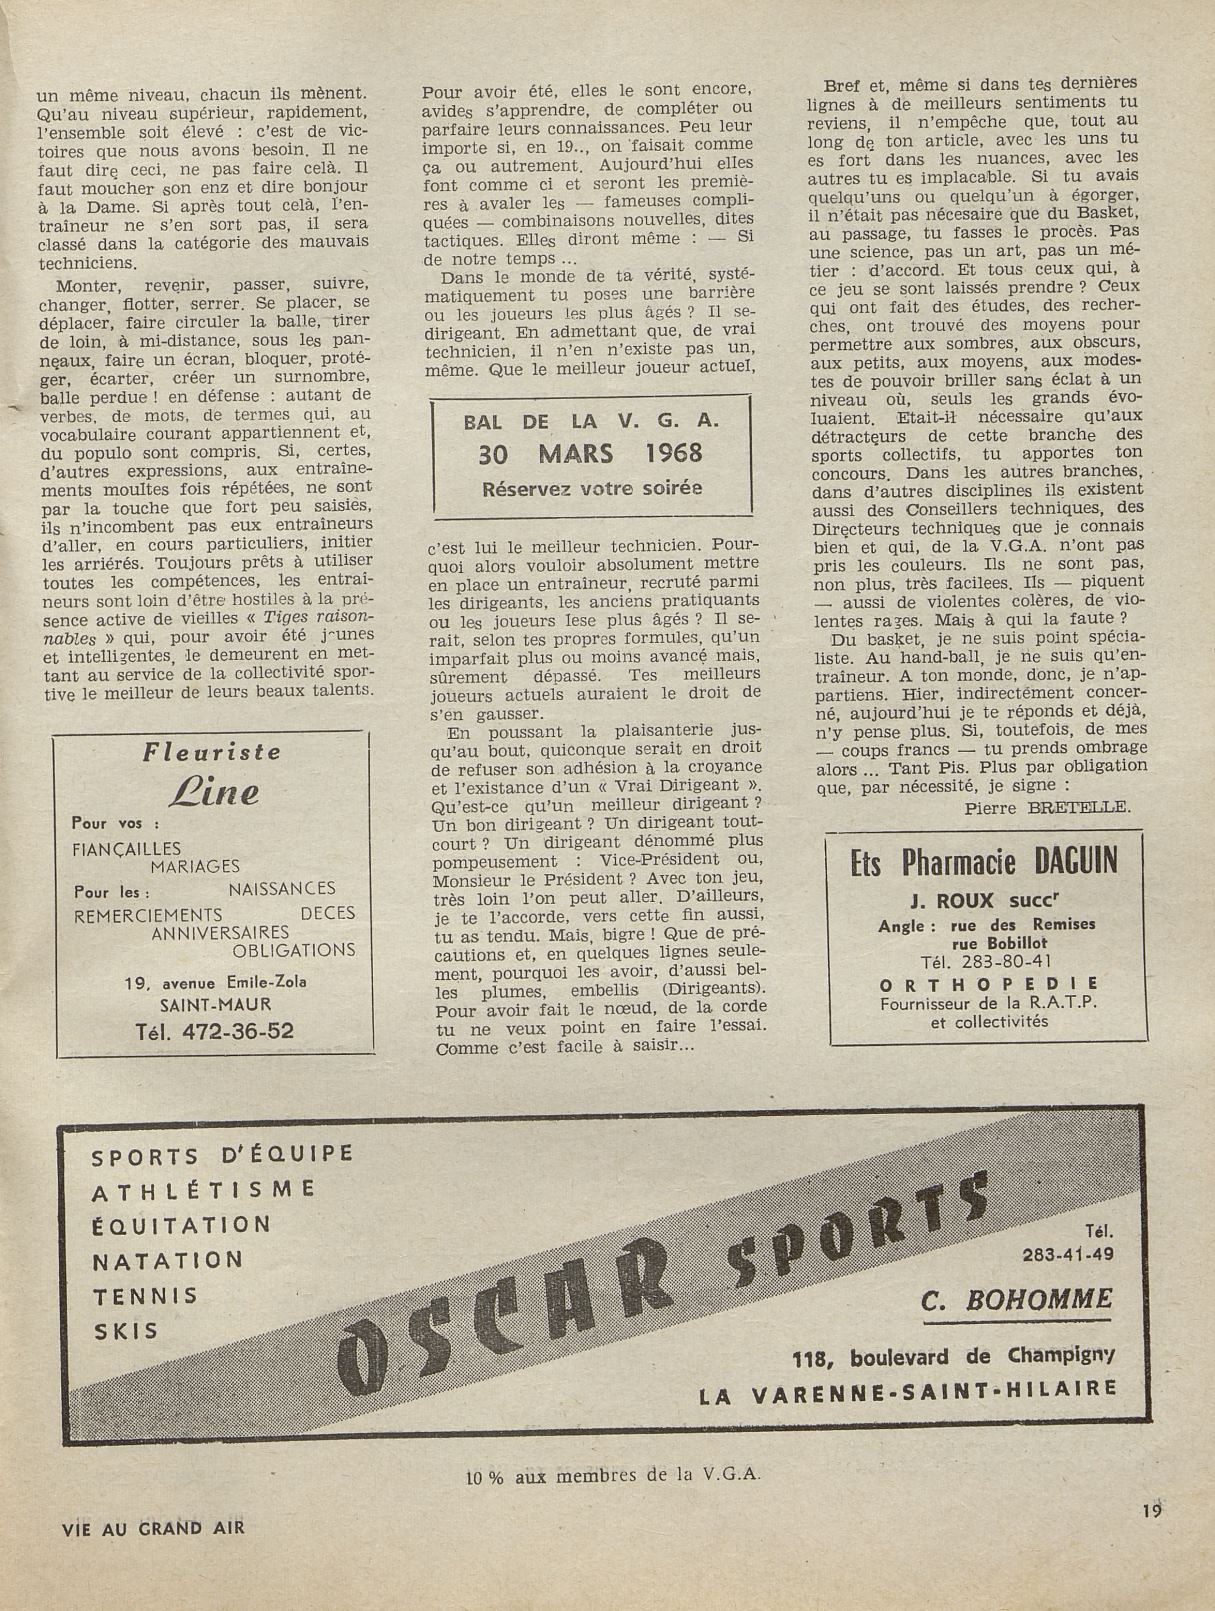 un même niveau, chacun ils mènent.
Qu'au niveau supérieur, rapidement,
l'ensemble soit élevé : c'est de vic-
toires que nous avons besoin. Il ne
faut dire ceci, ne pas faire celà. Il
faut moucher son enz et dire bonjour
à la Dame. Si après tout celà, l'en-
traîneur ne s'en sort pas, il sera
classé dans la catégorie des mauvais
techniciens.
Monter, revenir, passer, suivre,
changer, flotter, serrer. Se placer, se
déplacer, faire circuler la balle, tirer
de loin, à mi-distance, sous les pan-
neaux, faire un écran, bloquer, proté-
ger, écarter, créer un surnombre,
balle perdue ! en défense : autant de
verbes, de mots, de termes qui, au
vocabulaire courant appartiennent et,
du populo sont compris. Si, certes,
d'autres expressions, aux entraîne-
ments moultes fois répétées, ne sont
par la touche que fort peu saisies,
ils n'incombent pas eux entraîneurs
d'aller, en cours particuliers, initier
les arriérés. Toujours prêts à utiliser
toutes les compétences, les entraî-
neurs sont loin d'être hostiles à la pré-
sence active de vieilles « Tiges raison-
nables » qui, pour avoir été jeunes
et intelligentes, le demeurent en met-
tant au service de la collectivité spor-
tive le meilleur de leurs beaux talents.
Fleuriste
Line
Pour vos :
FIANÇAILLES
MARIAGES
Pour les : NAISSANCES
REMERCIEMENTS DECES
ANNIVERSAIRES
OBLIGATIONS
19, avenue Emile-Zola
SAINT-MAUR
Tél. 472-36-52
Pour avoir été, elles le sont encore,
avides s'apprendre, de compléter ou
parfaire leurs connaissances. Peu leur
importe si, en 19.., on faisait comme
ça ou autrement. Aujourd'hui elles
font comme ci et seront les premiè-
res à avaler les — fameuses compli-
quées — combinaisons nouvelles, dites
tactiques. Elles diront même : — Si
de notre temps ...
Dans le monde de ta vérité, systé-
matiquement tu poses une barrière
ou les joueurs les plus âgés ? Il se-
dirigeant. En admettant que, de vrai
technicien, il n'en n'existe pas un,
même. Que le meilleur joueur actuel,
BAL DE LA V. G. A.
30 MARS 1968
Réservez votre soirée
c'est lui le meilleur technicien. Pour-
quoi alors vouloir absolument mettre
en place un entraîneur, recruté parmi
les dirigeants, les anciens pratiquants
ou les joueurs lese plus âgés ? Il se-
rait, selon tes propres formules, qu'un
imparfait plus ou moins avancé mais,
sûrement dépassé. Tes meilleurs
joueurs actuels auraient le droit de
s'en gausser.
En poussant la plaisanterie jus-
qu'au bout, quiconque serait en droit
de refuser son adhésion à la croyance
et l'existance d'un « Vrai Dirigeant ».
Qu'est-ce qu'un meilleur dirigeant ?
Un bon dirigeant ? Un dirigeant tout-
court ? Un dirigeant dénommé plus
pompeusement : Vice-Président ou,
Monsieur le Président ? Avec ton jeu,
très loin l'on peut aller. D'ailleurs,
je te l'accorde, vers cette fin aussi,
tu as tendu. Mais, bigre ! Que de pré-
cautions et, en quelques lignes seule-
ment, pourquoi les avoir, d'aussi bel-
les plumes, embellis (Dirigeants).
Pour avoir fait le nœud, de la corde
tu ne veux point en faire l'essai.
Comme c'est facile à saisir...
Bref et, même si dans tes dernières
lignes à de meilleurs sentiments tu
reviens, il n'empêche que, tout au
long de ton article, avec les uns tu
es fort dans les nuances, avec les
autres tu es implacable. Si tu avais
quelqu'uns ou quelqu'un à égorger,
il n'était pas nécesaire que du Basket,
au passage, tu fasses le procès. Pas
une science, pas un art, pas un mé-
tier : d'accord. Et tous ceux qui, à
ce jeu se sont laissés prendre ? Ceux
qui ont fait des études, des recher-
ches, ont trouvé des moyens pour
permettre aux sombres, aux obscurs,
aux petits, aux moyens, aux modes-
tes de pouvoir briller sans éclat à un
niveau où, seuls les grands évo-
luaient. Etait-il nécessaire qu'aux
détracteurs de cette branche des
sports collectifs, tu apportes ton
concours. Dans les autres branches,
dans d'autres disciplines ils existent
aussi des Conseillers techniques, des
Directeurs techniques que je connais
bien et qui, de la V.G.A. n'ont pas
pris les couleurs. Ils ne sont pas,
non plus, très facilees. Ils — piquent
— aussi de violentes colères, de vio-
lentes rages. Mais à qui la faute ?
Du basket, je ne suis point spécia-
liste. Au hand-ball, je ne suis qu'en-
traîneur. A ton monde, donc, je n'ap-
partiens. Hier, indirectement concer-
né, aujourd'hui je te réponds et déjà,
n'y pense plus. Si, toutefois, de mes
— coups francs — tu prends ombrage
alors ... Tant Pis. Plus par obligation
que, par nécessité, je signe :
Pierre BRETELLE.
Ets Pharmacie DAGUIN
J. ROUX succr
Angle : rue des Remises
rue Bobillot
Tél. 283-80-41
ORTHOPEDIE
Fournisseur de la R.A.T.P.
et collectivités
SPORTS D'ÉQUIPE
ATHLÉTISME
ÉQUITATION
NATATION
TENNIS
SKIS
OSCAR SPORTS
Tél.
283-41-49
C. BOHOMME
118, boulevard de Champigny
LA VARENNE-SAINT-HILAIRE
10 % aux membres de la V.G.A.
VIE AU GRAND AIR
19